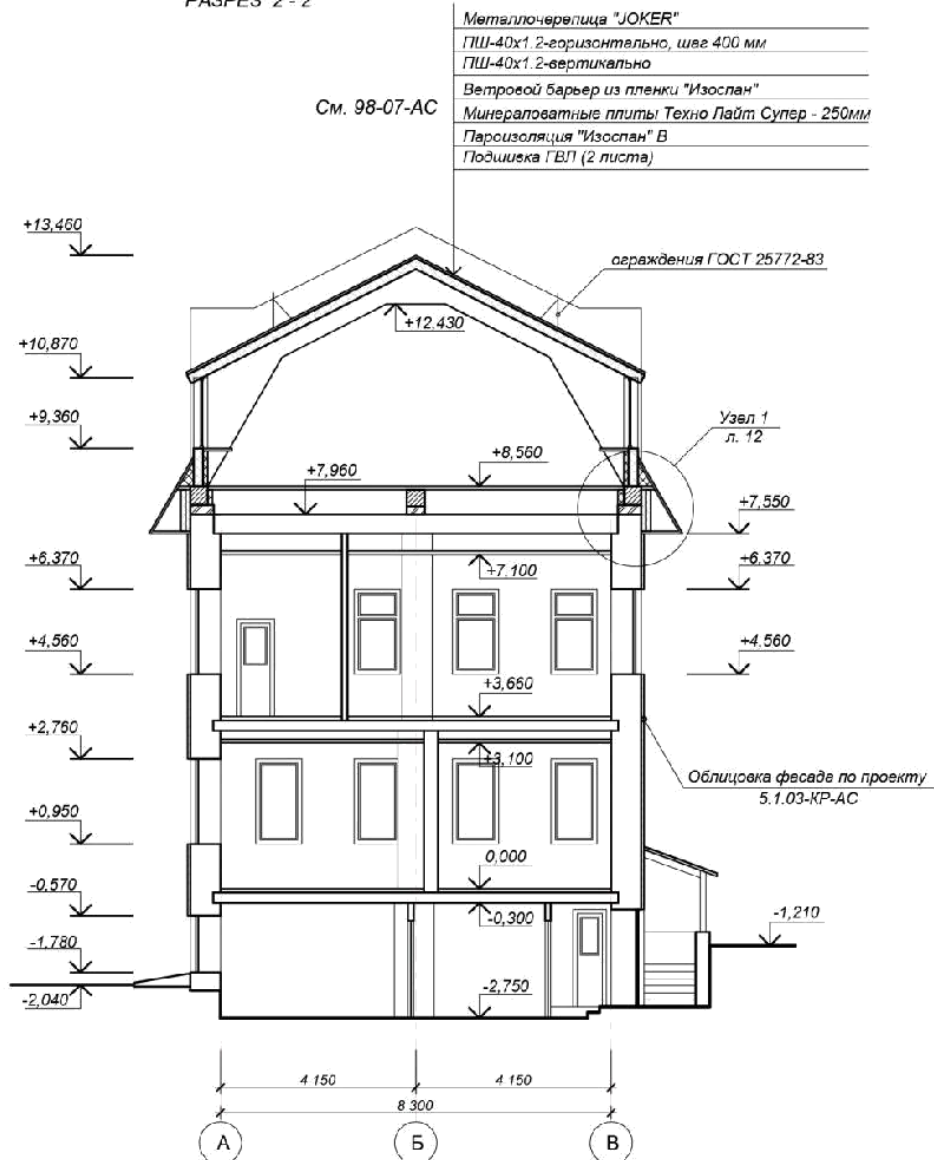 РАЗРЕЗ 2 - 2
Металлочерепица "JOKER"
ПШ-40х1.2-горизонтально, шаг 400 мм
ПШ-40х1.2-вертикально
Ветровой барьер из пленки "Изоспан"
См. 98-07-АС
Минераловатные плиты Техно Лайт Супер - 250мм
Пароизоляция "Изоспан" В
Подшивка ГВЛ (2 листа)
+13,460
ограждения ГОСТ 25772-83
+12.430
+10,870
+9,360
Узел 1
л. 12
+8,560
+7,960
+7,550
+6,370
+7.100
+6,370
+4,560
+4,560
+3,660
+2,760
+3,100
Облицовка фасада по проекту
5.1.03-КР-АС
+0,950
0,000
-0,570
-0,300
-1,210
-1,780
-2,040
-2,750
4 150
4 150
8 300
А
Б
В